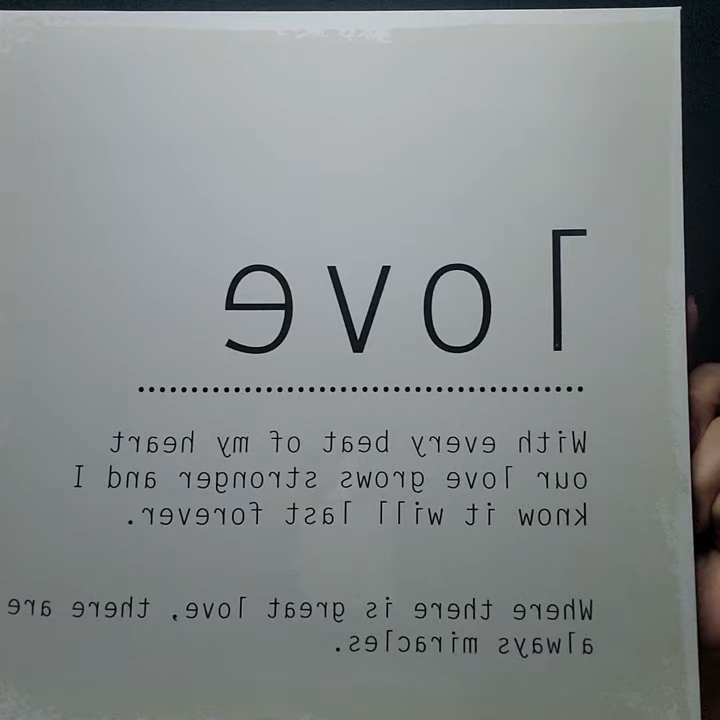 love
With every beat of my heart
our love grows stronger and I
know it will last forever.
Where there is great love, there are
always miracles.